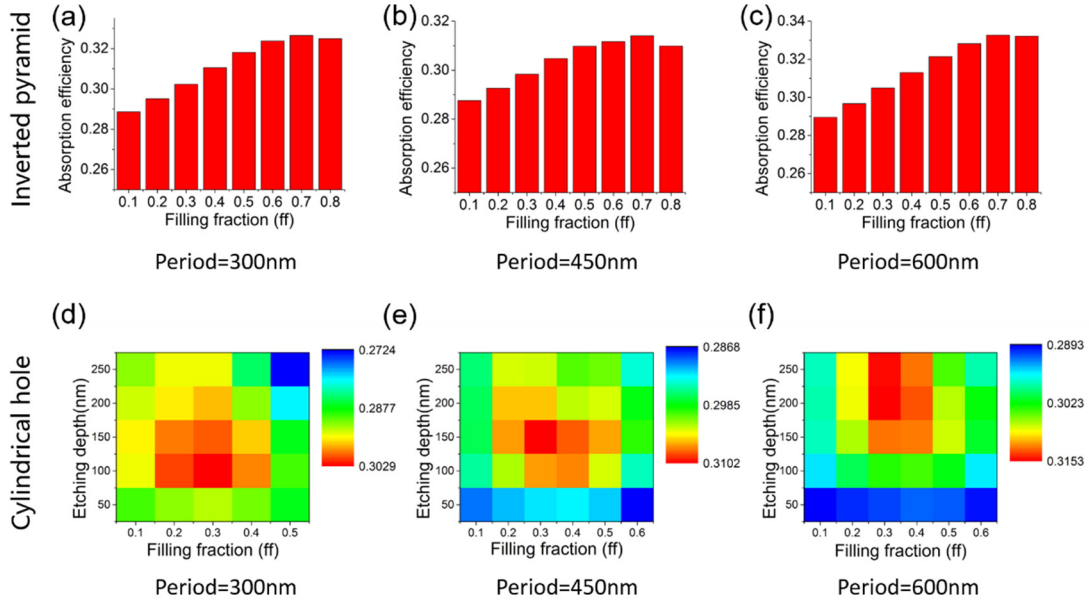 Inverted pyramid
(a)
Absorption efficiency
0.32
0.30
0.28
0.26
0.1 0.2 0.3 0.4 0.5 0.6 0.7 0.8
Filling fraction (ff)
Period=300nm
(b)
Absorption efficiency
0.32
0.30
0.28
0.26
0.1 0.2 0.3 0.4 0.5 0.6 0.7 0.8
Filling fraction (ff)
Period=450nm
(c)
Absorption efficiency
0.34
0.32
0.30
0.28
0.26
0.1 0.2 0.3 0.4 0.5 0.6 0.7 0.8
Filling fraction (ff)
Period=600nm
Cylindrical hole
(d)
Etching depth(nm)
250
200
150
100
50
0.1 0.2 0.3 0.4 0.5
Filling fraction (ff)
0.2724
0.2877
0.3029
Period=300nm
(e)
Etching depth(nm)
250
200
150
100
50
0.1 0.2 0.3 0.4 0.5 0.6
Filling fraction (ff)
0.2868
0.2985
0.3102
Period=450nm
(f)
Etching depth(nm)
250
200
150
100
50
0.1 0.2 0.3 0.4 0.5 0.6
Filling fraction (ff)
0.2893
0.3023
0.3153
Period=600nm